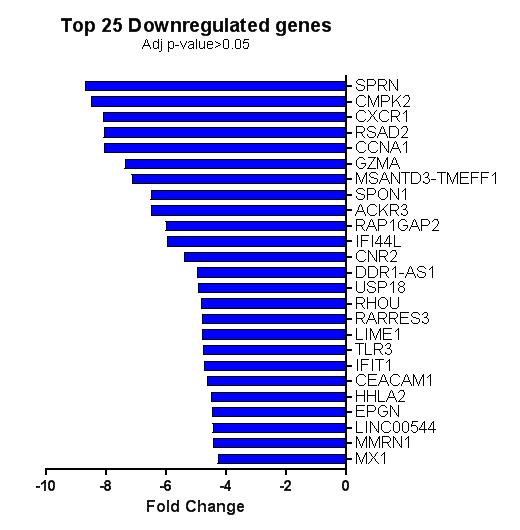 Top 25 Downregulated genes
Adj p-value>0.05
SPRN
CMPK2
CXCR1
RSAD2
CCNA1
GZMA
MSANTD3-TMEFF1
SPON1
ACKR3
RAP1GAP2
IFI44L
CNR2
DDR1-AS1
USP18
RHOU
RARRES3
LIME1
TLR3
IFIT1
CEACAM1
HHLA2
EPGN
LINC00544
MMRN1
MX1
-10 -8 -6 -4 -2 0
Fold Change